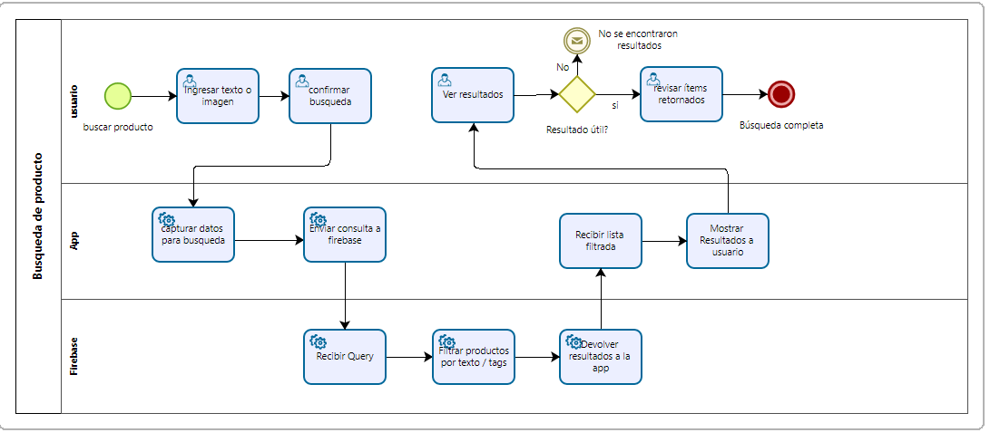 Busqueda de producto
usuario
buscar producto
Ingresar texto o
imagen
confirmar
busqueda
Ver resultados
No se encontraron
resultados
No
Resultado útil?
si
revisar ítems
retornados
Búsqueda completa
App
capturar datos
para busqueda
Enviar consulta a
firebase
Recibir lista
filtrada
Mostrar
Resultados a
usuario
Firebase
Recibir Query
Filtrar productos
por texto / tags
Devolver
resultados a la
app